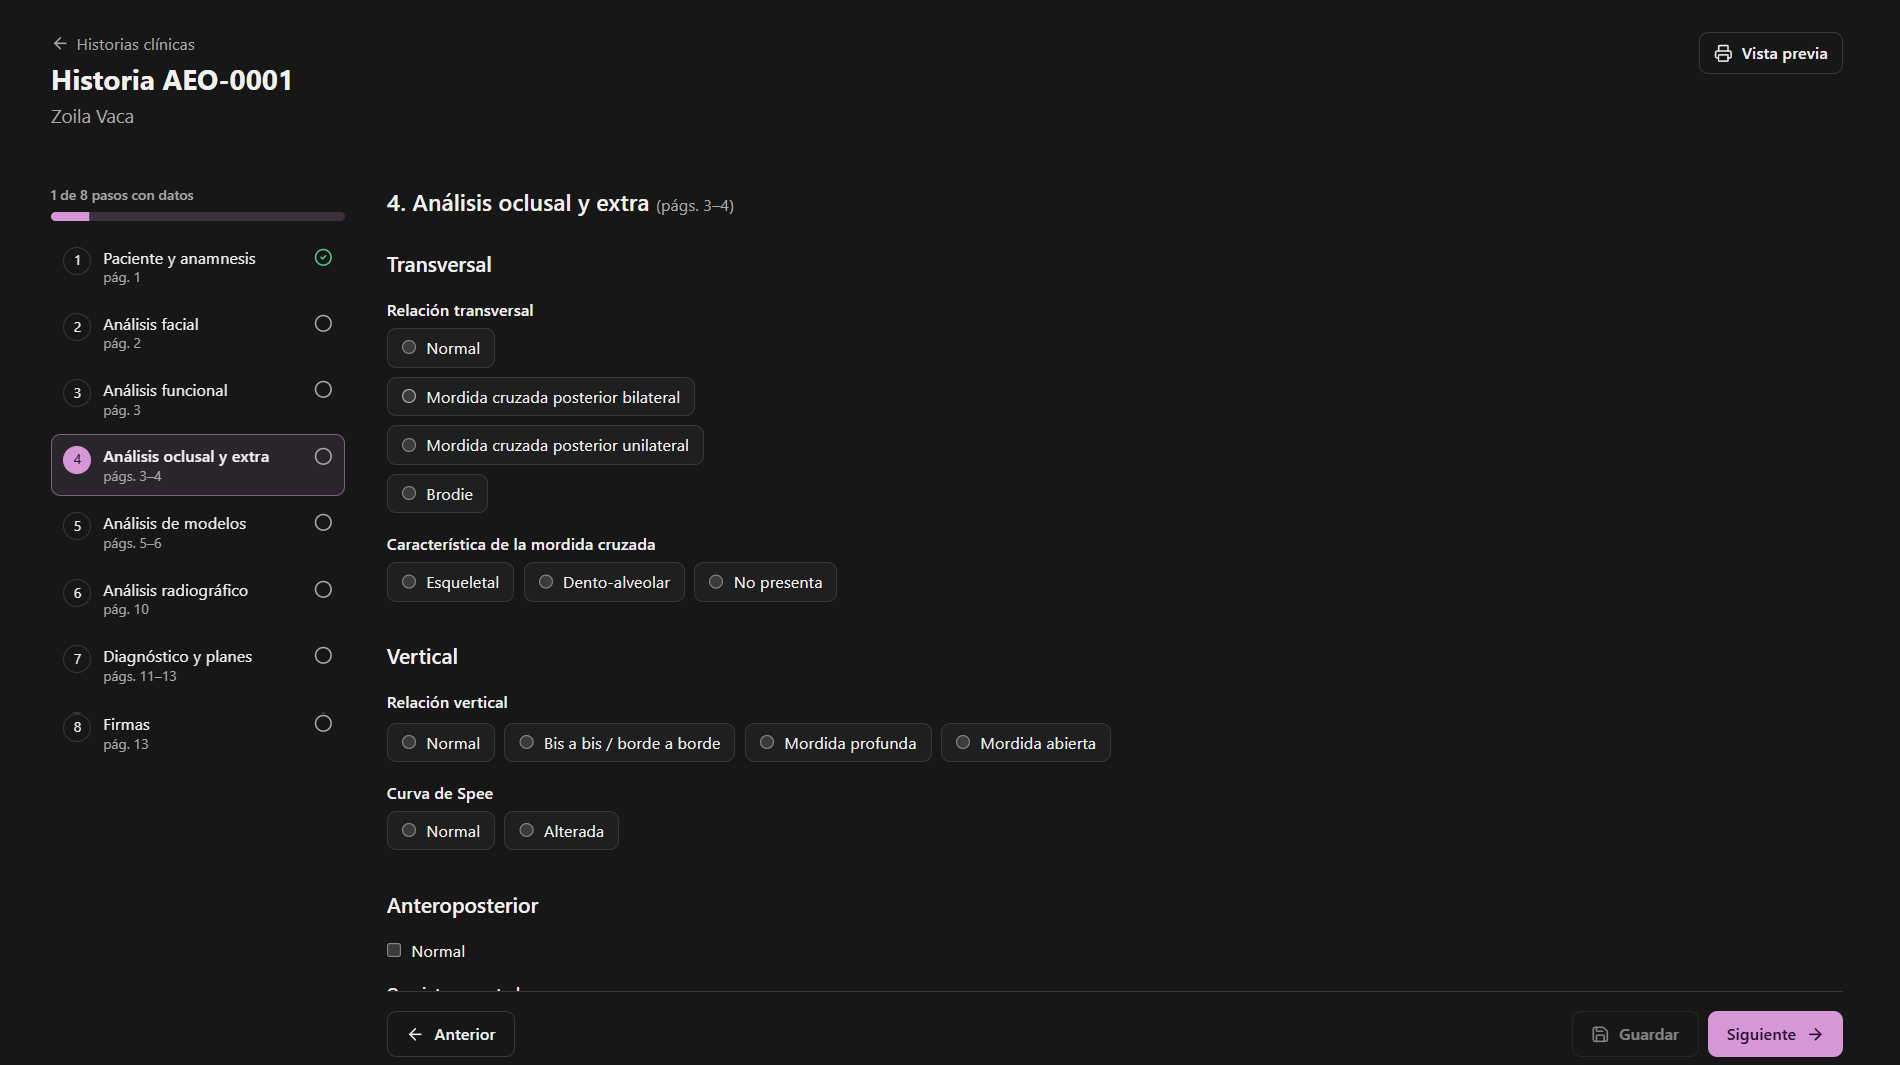 Historias clínicas
Historia AEO-0001
Zoila Vaca
Vista previa
1 de 8 pasos con datos
1 Paciente y anamnesis
pág. 1
2 Análisis facial
pág. 2
3 Análisis funcional
pág. 3
4 Análisis oclusal y extra
págs. 3–4
5 Análisis de modelos
págs. 5–6
6 Análisis radiográfico
pág. 10
7 Diagnóstico y planes
págs. 11–13
8 Firmas
pág. 13
4. Análisis oclusal y extra (págs. 3–4)
Transversal
Relación transversal
Normal
Mordida cruzada posterior bilateral
Mordida cruzada posterior unilateral
Brodie
Característica de la mordida cruzada
Esqueletal Dento-alveolar No presenta
Vertical
Relación vertical
Normal Bis a bis / borde a borde Mordida profunda Mordida abierta
Curva de Spee
Normal Alterada
Anteroposterior
Normal
Anterior
Guardar
Siguiente